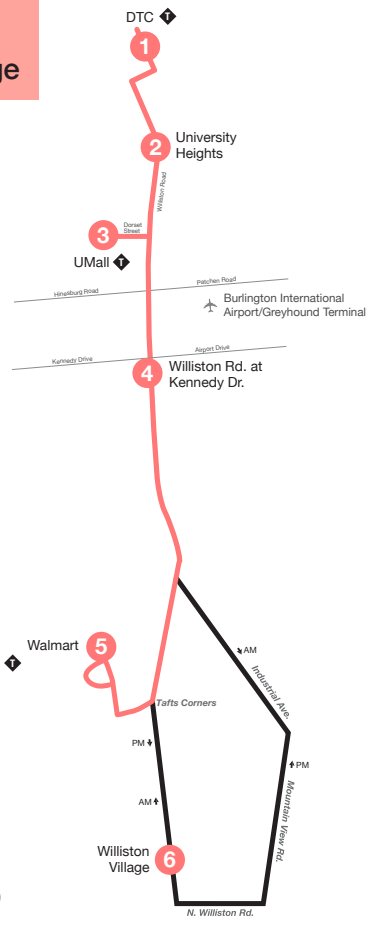 ge
DTC T
1
2
University
Heights
Williston Road
Dorset
Street
3
UMall T
Hinesburg Road
Patchen Road
Burlington International
Airport/Greyhound Terminal
Kennedy Drive
Airport Drive
4
Williston Rd. at
Kennedy Dr.
Walmart
5
T
AM
Industrial Ave.
Tafts Corners
PM
PM
AM
Mountain View Rd.
Williston
Village
6
N. Williston Rd.